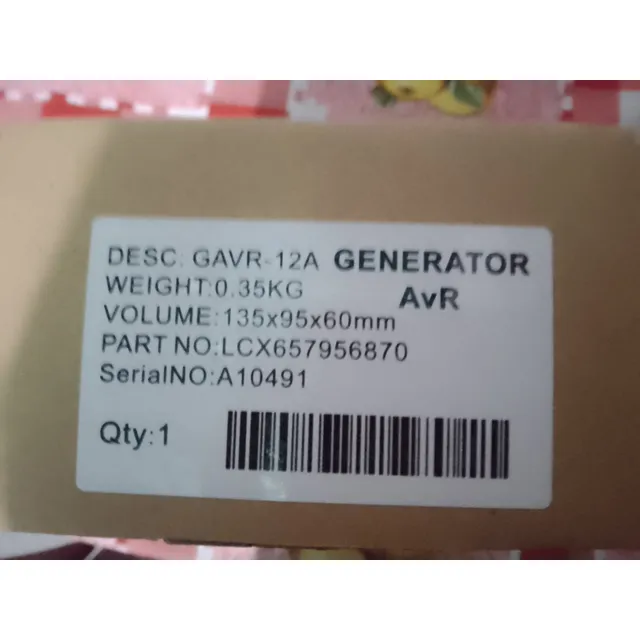 DESC. GAVR-12A GENERATOR
WEIGHT:0.35KG AvR
VOLUME:135x95x60mm
PART NO:LCX657956870
SerialNO:A10491
Qty:1